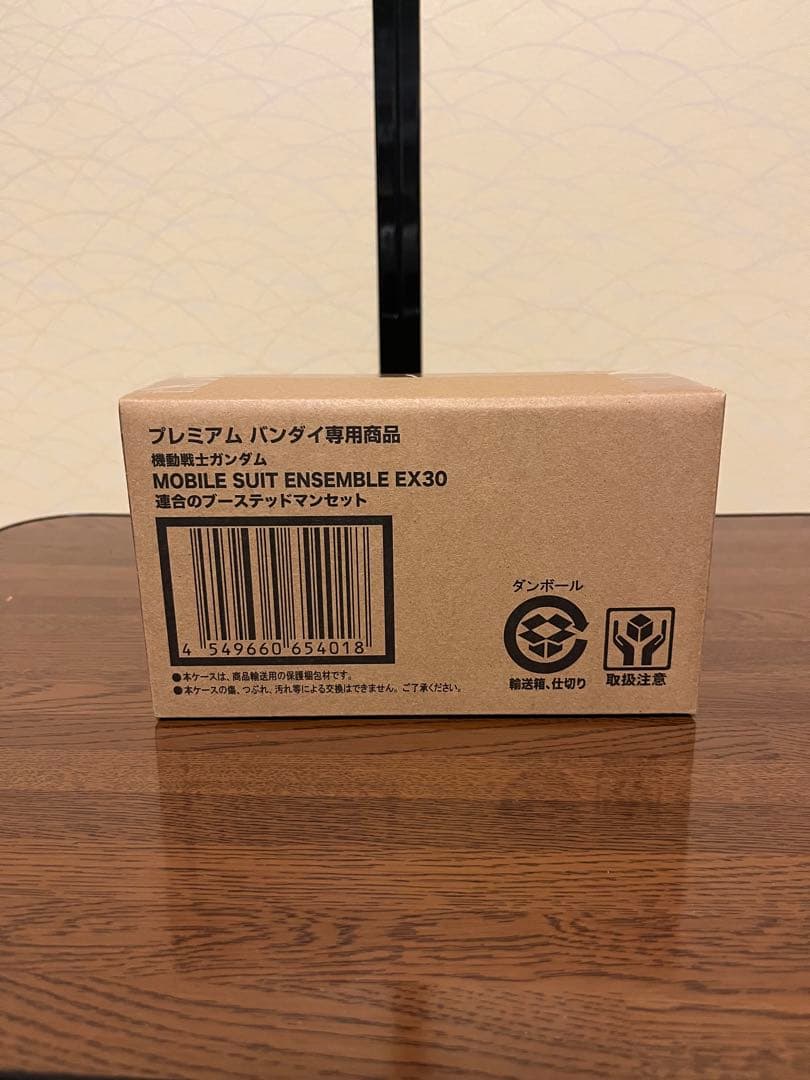 プレミアム バンダイ専用商品
機動戦士ガンダム
MOBILE SUIT ENSEMBLE EX30
連合のブーステッドマンセット
4 549660 654018
●本ケースは、商品輸送用の保護梱包材です。
●本ケースの傷、つぶれ、汚れ等による交換はできません。ご了承ください。
ダンボール
輸送箱、仕切り
取扱注意